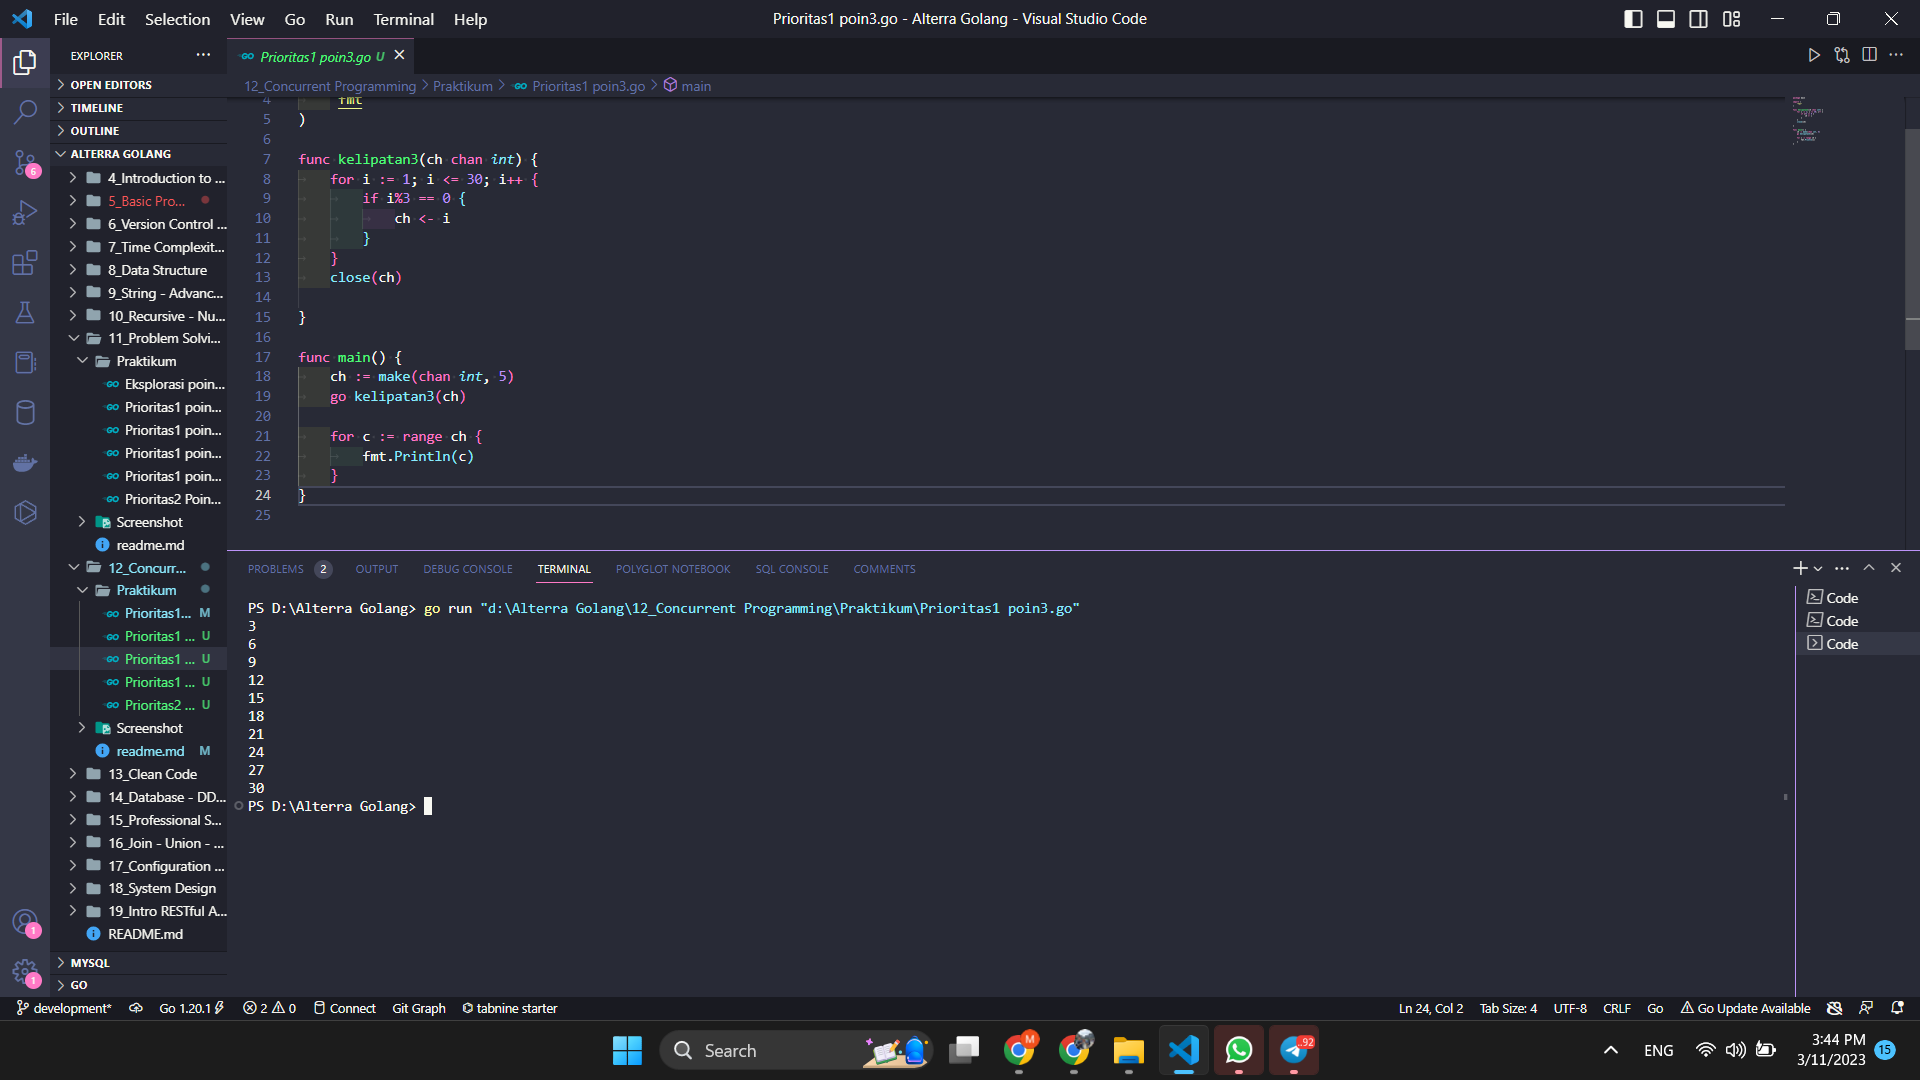 File Edit Selection View Go Run Terminal Help
Prioritas1 poin3.go - Alterra Golang - Visual Studio Code
EXPLORER
OPEN EDITORS
TIMELINE
OUTLINE
ALTERRA GOLANG
4_Introduction to ...
5_Basic Pro...
6_Version Control ...
7_Time Complexit...
8_Data Structure
9_String - Advanc...
10_Recursive - Nu...
11_Problem Solvi...
Praktikum
Eksplorasi poin...
Prioritas1 poin...
Prioritas1 poin...
Prioritas1 poin...
Prioritas1 poin...
Prioritas2 Poin...
Screenshot
readme.md
12_Concurr...
Praktikum
Prioritas1... M
Prioritas1 ... U
Prioritas1 ... U
Prioritas1 ... U
Prioritas2 ... U
Screenshot
readme.md M
13_Clean Code
14_Database - DD...
15_Professional S...
16_Join - Union - ...
17_Configuration ...
18_System Design
19_Intro RESTful A...
README.md
MYSQL
GO
6
1
1
Prioritas1 poin3.go U
12_Concurrent Programming > Praktikum > Prioritas1 poin3.go > main
4 fmt
5 )
6
7 func kelipatan3(ch chan int) {
8 for i := 1; i <= 30; i++ {
9 if i%3 == 0 {
10 ch <- i
11 }
12 }
13 close(ch)
14
15 }
16
17 func main() {
18 ch := make(chan int, 5)
19 go kelipatan3(ch)
20
21 for c := range ch {
22 fmt.Println(c)
23 }
24 }
25
PROBLEMS 2 OUTPUT DEBUG CONSOLE TERMINAL POLYGLOT NOTEBOOK SQL CONSOLE COMMENTS
PS D:\Alterra Golang> go run "d:\Alterra Golang\12_Concurrent Programming\Praktikum\Prioritas1 poin3.go"
3
6
9
12
15
18
21
24
27
30
PS D:\Alterra Golang>
Code
Code
Code
development* Go 1.20.1 2 0 Connect Git Graph tabnine starter
Ln 24, Col 2 Tab Size: 4 UTF-8 CRLF Go Go Update Available
Search
M
92
ENG
3:44 PM
3/11/2023
15